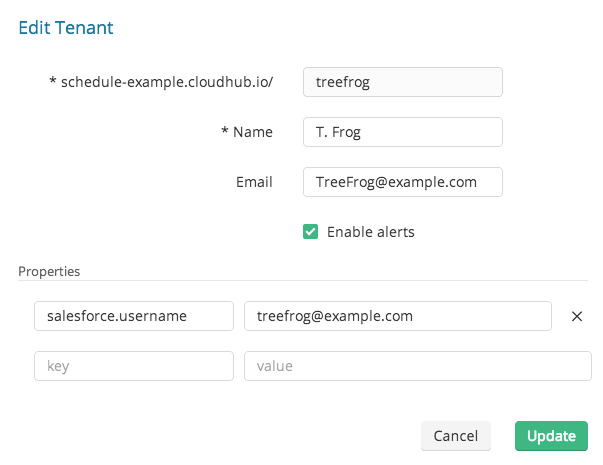 Edit Tenant
* schedule-example.cloudhub.io/ treefrog
* Name T. Frog
Email TreeFrog@example.com
Enable alerts
Properties
salesforce.username treefrog@example.com
key value
Cancel Update